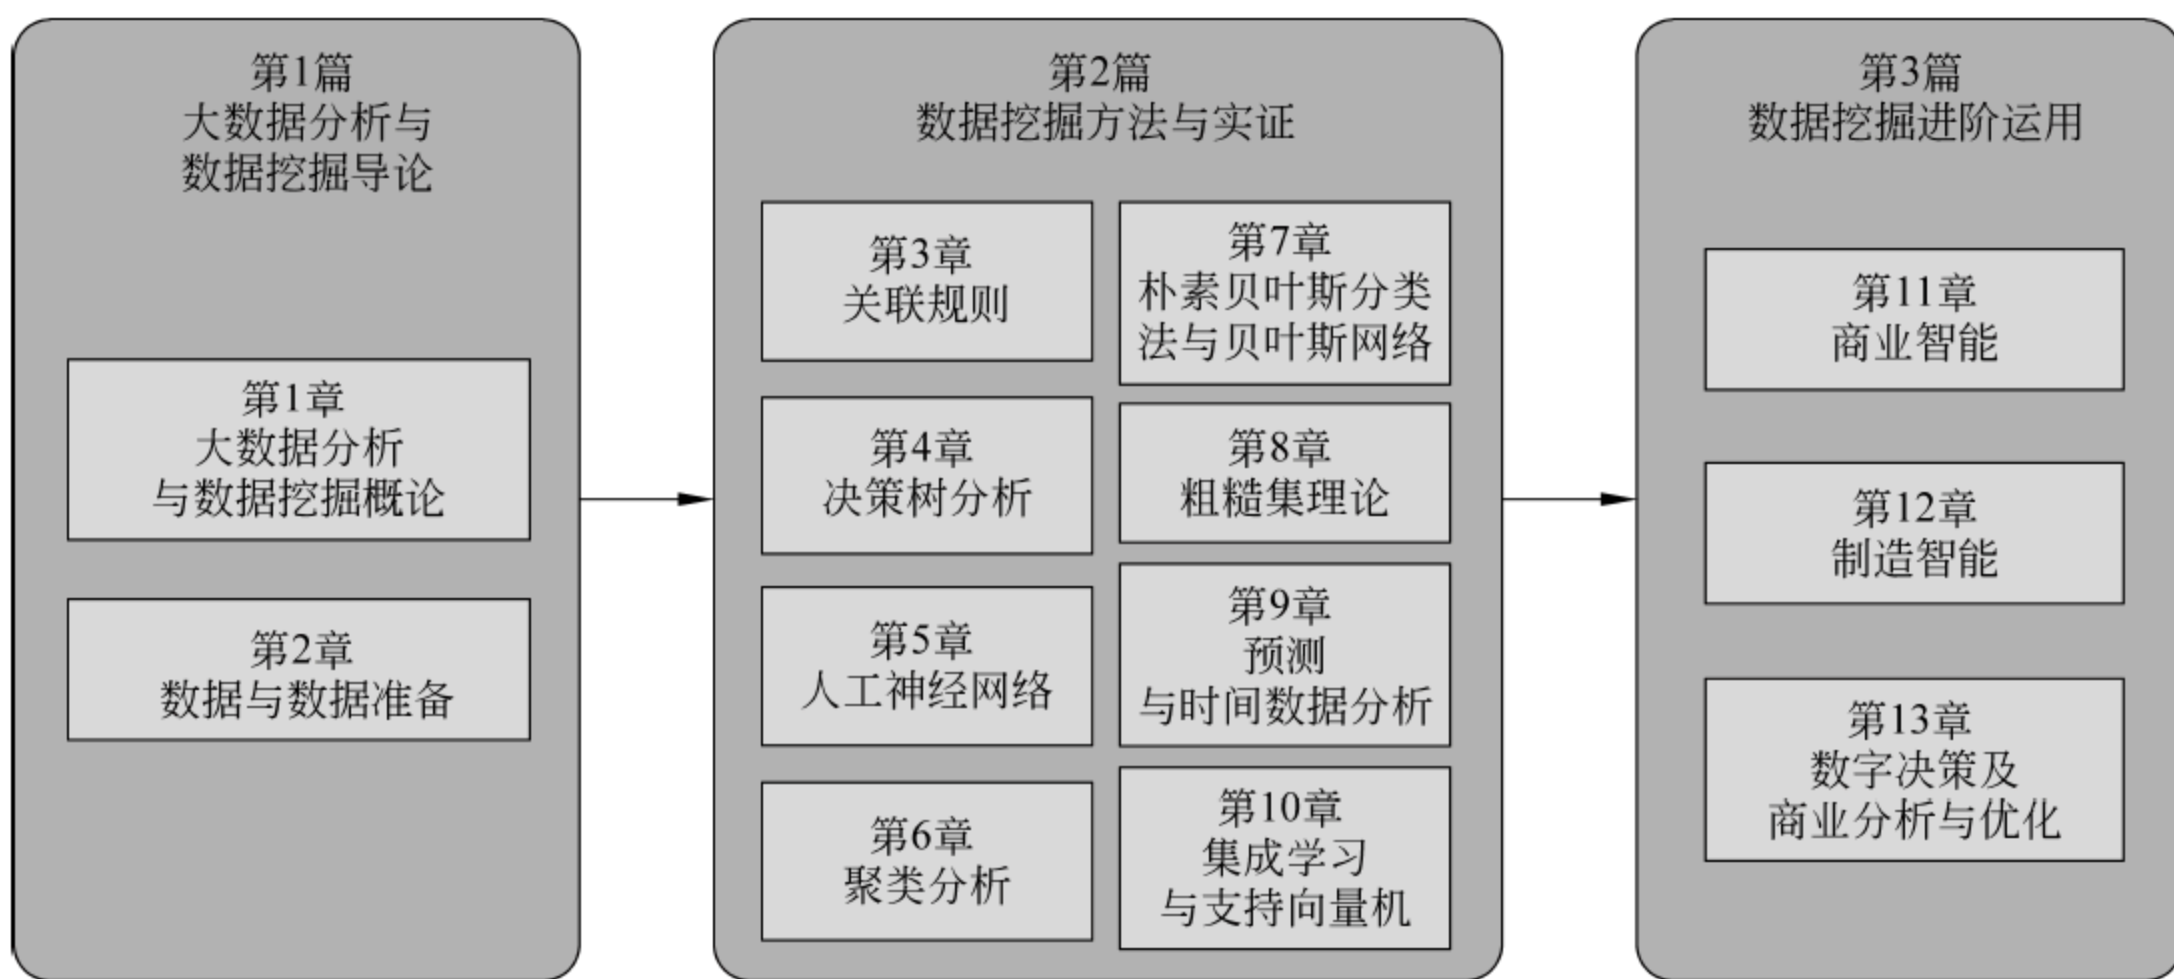 第1篇
大数据分析与
数据挖掘导论
第1章
大数据分析
与数据挖掘概论
第2章
数据与数据准备
第2篇
数据挖掘方法与实证
第3章
关联规则
第4章
决策树分析
第5章
人工神经网络
第6章
聚类分析
第7章
朴素贝叶斯分类
法与贝叶斯网络
第8章
粗糙集理论
第9章
预测
与时间数据分析
第10章
集成学习
与支持向量机
第3篇
数据挖掘进阶运用
第11章
商业智能
第12章
制造智能
第13章
数字决策及
商业分析与优化